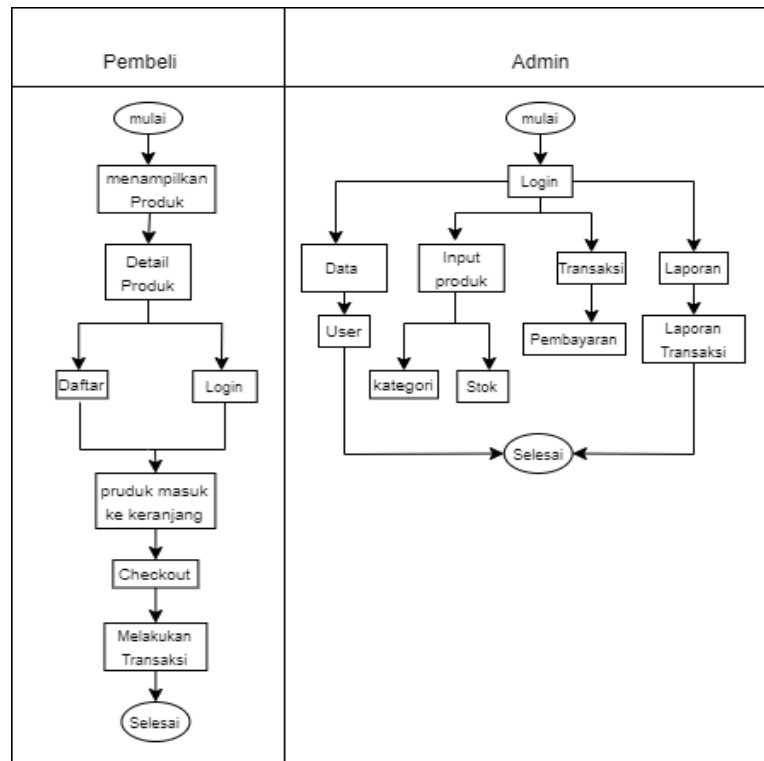 Pembeli
Admin
mulai
menampilkan
Produk
Detail
Produk
Daftar
Login
pruduk masuk
ke keranjang
Checkout
Melakukan
Transaksi
Selesai
mulai
Login
Data
Input
produk
Transaksi
Laporan
User
kategori
Stok
Pembayaran
Laporan
Transaksi
Selesai